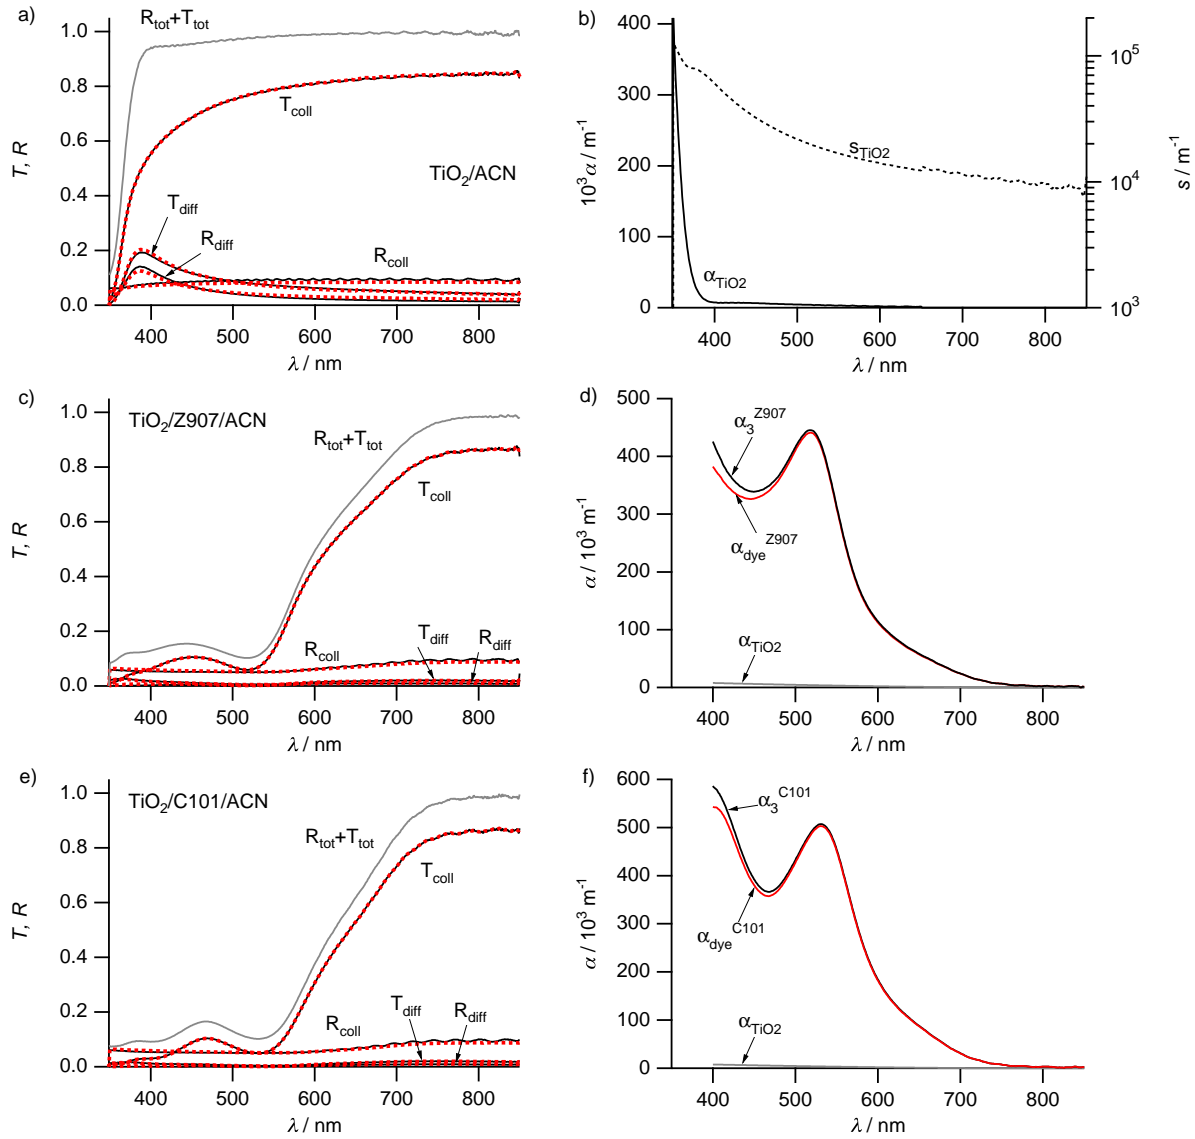 a)
R_tot+T_tot
T_coll
TiO2/ACN
T_diff
R_diff
R_coll
1.0
0.8
0.6
0.4
0.2
0.0
T, R
400 500 600 700 800
λ / nm
b)
400
300
200
100
0
10^3 α / m^-1
s_TiO2
α_TiO2
10^5
10^4
10^3
s / m^-1
400 500 600 700 800
λ / nm
c)
TiO2/Z907/ACN
R_tot+T_tot
T_coll
R_coll
T_diff
R_diff
1.0
0.8
0.6
0.4
0.2
0.0
T, R
400 500 600 700 800
λ / nm
d)
500
400
300
200
100
0
α / 10^3 m^-1
α_3^Z907
α_dye^Z907
α_TiO2
400 500 600 700 800
λ / nm
e)
TiO2/C101/ACN
R_tot+T_tot
T_coll
R_coll
T_diff
R_diff
1.0
0.8
0.6
0.4
0.2
0.0
T, R
400 500 600 700 800
λ / nm
f)
600
500
400
300
200
100
0
α / 10^3 m^-1
α_3^C101
α_dye^C101
α_TiO2
400 500 600 700 800
λ / nm